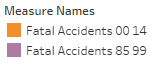 Measure Names
Fatal Accidents 00 14
Fatal Accidents 85 99